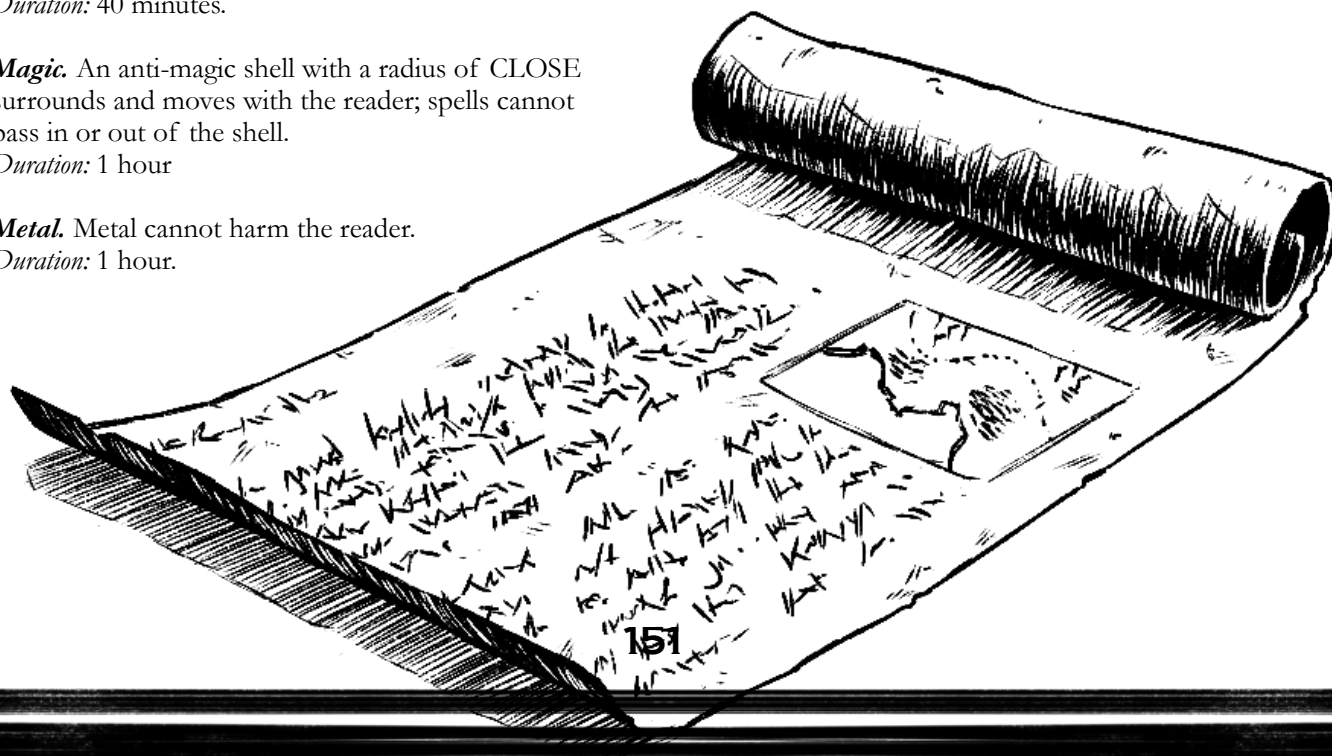 Duration: 40 minutes.
Magic. An anti-magic shell with a radius of CLOSE
surrounds and moves with the reader; spells cannot
pass in or out of the shell.
Duration: 1 hour
Metal. Metal cannot harm the reader.
Duration: 1 hour.
151